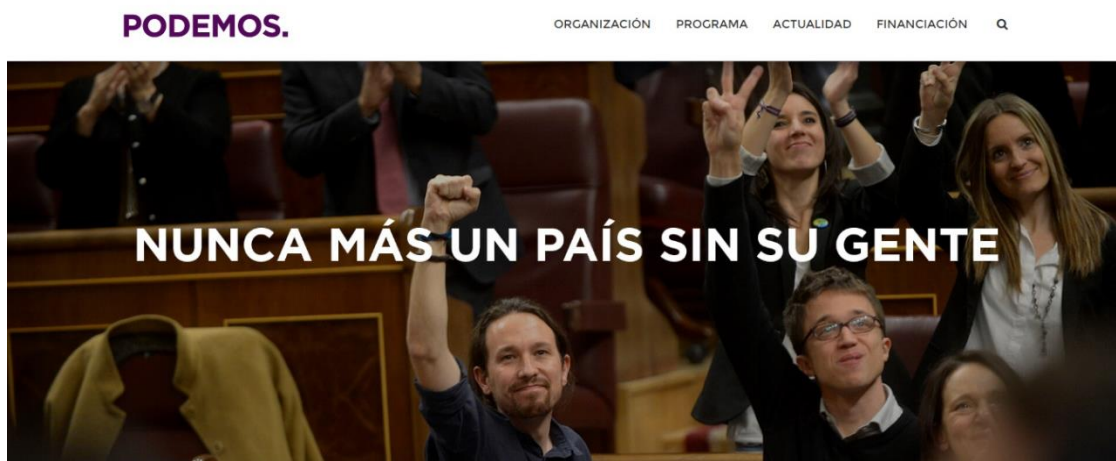 PODEMOS.
ORGANIZACIÓN PROGRAMA ACTUALIDAD FINANCIACIÓN
NUNCA MÁS UN PAÍS SIN SU GENTE